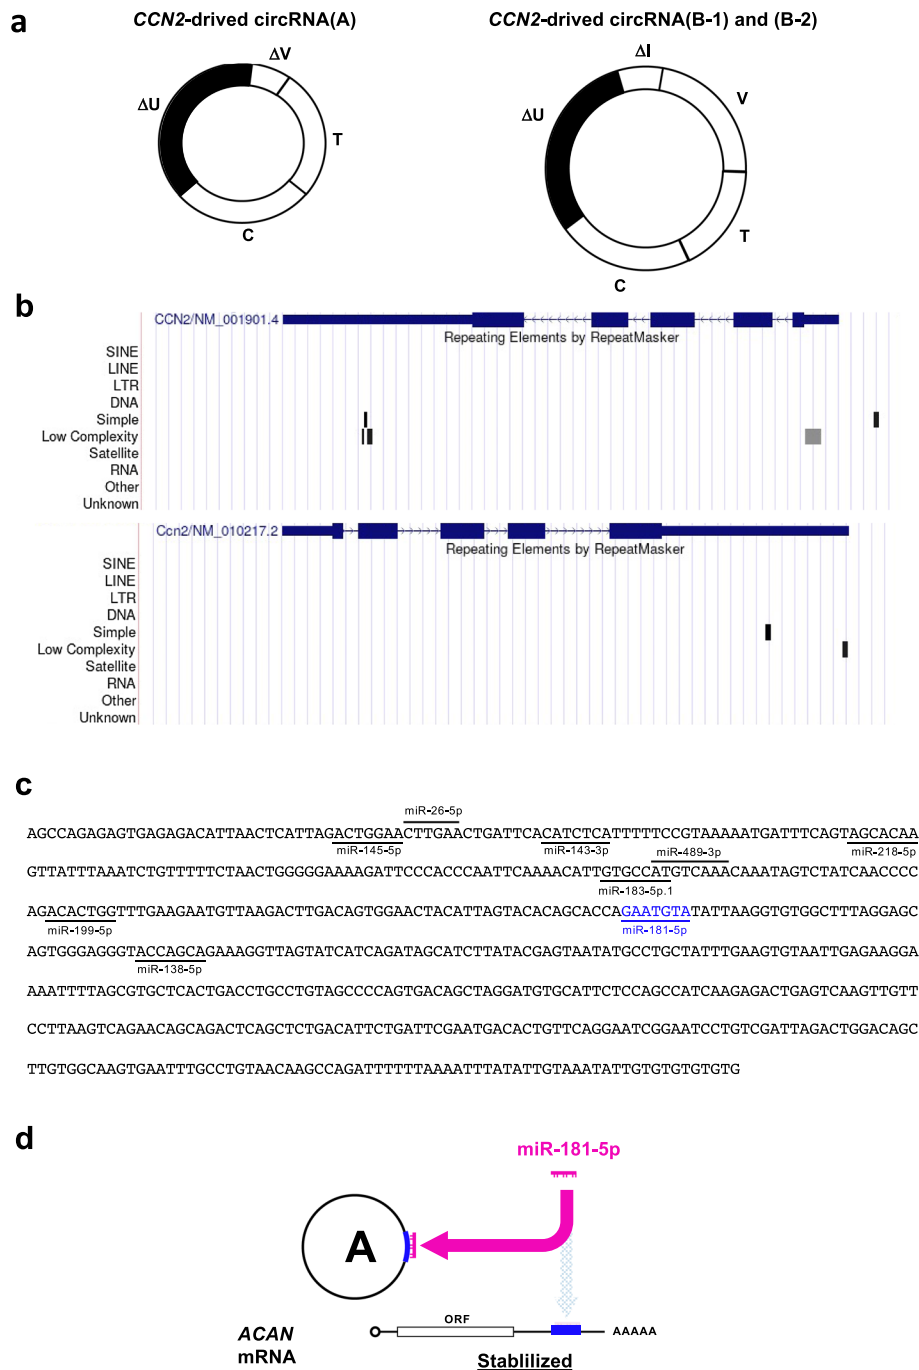 a
CCN2-drived circRNA(A)
CCN2-drived circRNA(B-1) and (B-2)
ΔV
ΔU
T
C
ΔI
V
ΔU
T
C
b
CCN2/NM_001901.4
Repeating Elements by RepeatMasker
SINE
LINE
LTR
DNA
Simple
Low Complexity
Satellite
RNA
Other
Unknown
Ccn2/NM_010217.2
Repeating Elements by RepeatMasker
SINE
LINE
LTR
DNA
Simple
Low Complexity
Satellite
RNA
Other
Unknown
c
miR-26-5p
AGCCAGAGAGTGAGAGACATTAACTCATTAGACTGGAACTTGAACTGATTCACATCTCATTTTTCCGTAAAAATGATTTCAGTAGCACAA
miR-145-5p miR-143-3p miR-489-3p miR-218-5p
GTTATTTAAATCTGTTTTTCTAACTGGGGGAAAAGATTCCCACCCAATTCAAAACATTGTGCCATGTCAAACAAATAGTCTATCAACCCC
miR-183-5p.1
AGACACTGGTTTGAAGAATGTTAAGACTTGACAGTGGAACTACATTAGTACACAGCACCAGAATGTATATTAAGGTGTGGCTTTAGGAGC
miR-199-5p miR-181-5p
AGTGGGAGGGTACCAGCAGAAAGGTTAGTATCATCAGATAGCATCTTATACGAGTAATATGCCTGCTATTTGAAGTGTAATTGAGAAGGA
miR-138-5p
AAATTTTAGCGTGCTCACTGACCTGCCTGTAGCCCCAGTGACAGCTAGGATGTGCATTCTCCAGCCATCAAGAGACTGAGTCAAGTTGTT
CCTTAAGTCAGAACAGCAGACTCAGCTCTGACATTCTGATTCGAATGACACTGTTCAGGAATCGGAATCCTGTCGATTAGACTGGACAGC
TTGTGGCAAGTGAATTTGCCTGTAACAAGCCAGATTTTTTAAAATTTATATTGTAAATATTGTGTGTGTGTG
d
miR-181-5p
A
ORF
ACAN
mRNA
AAAAA
Stablilized